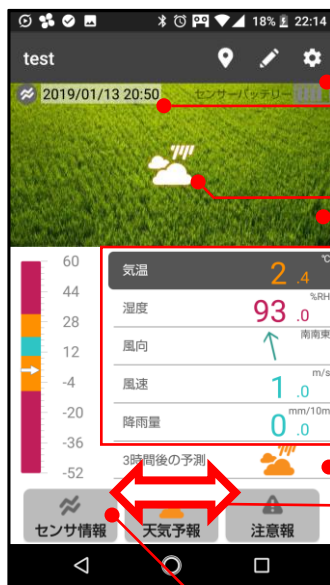 18% 22:14
test
2019/01/13 20:50 センサーバッテリー
60
44
28
12
-4
-20
-36
-52
気温 2.4 ℃
湿度 93.0 %RH
風向 南南東
風速 1.0 m/s
降雨量 0.0 mm/10m
3時間後の予測
センサ情報 天気予報 注意報